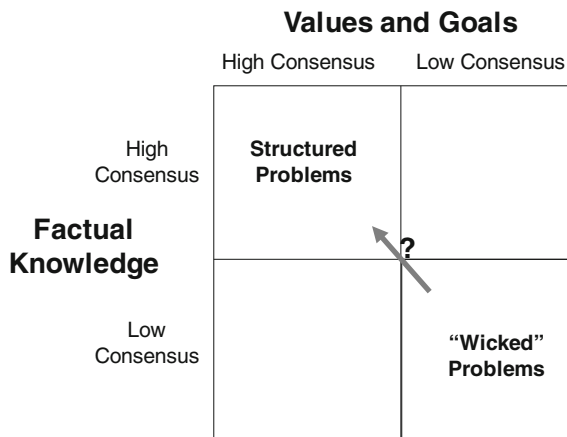 Values and Goals
High Consensus
Low Consensus
High
Consensus
Structured
Problems
Factual
Knowledge
?
Low
Consensus
“Wicked”
Problems